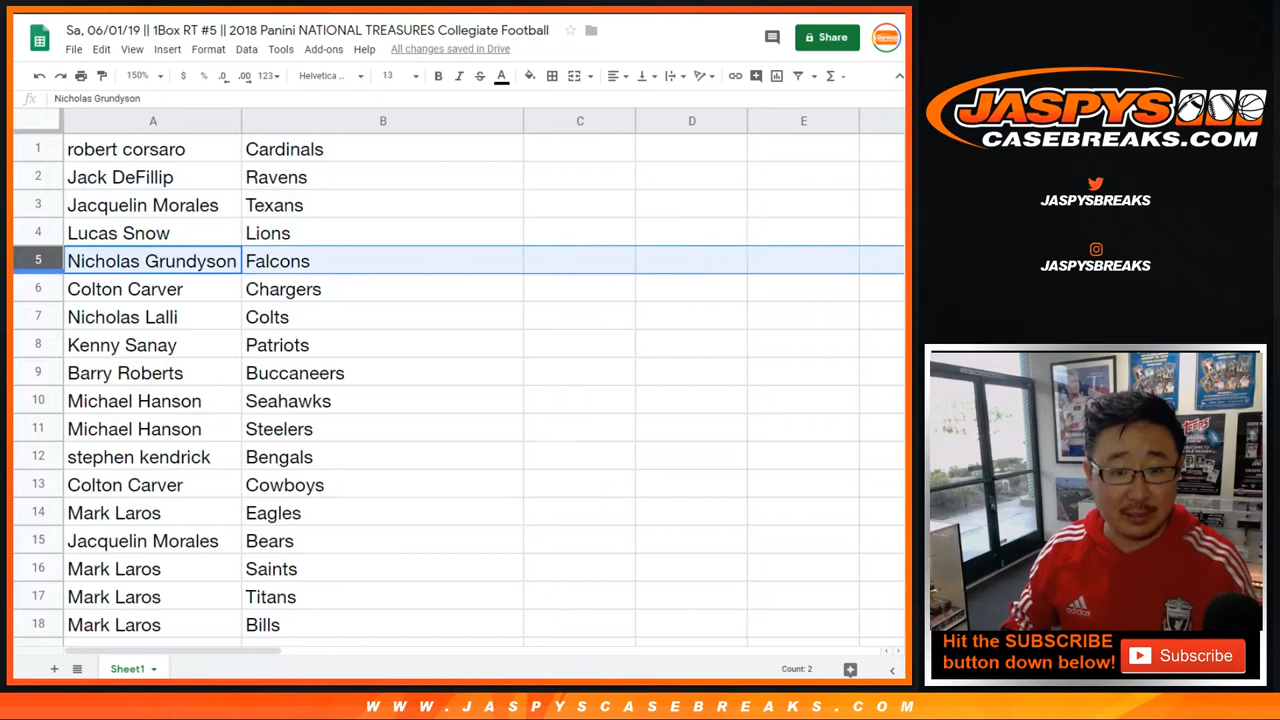 Sa, 06/01/19 || 1Box RT #5 || 2018 Panini NATIONAL TREASURES Collegiate Football
Share
File Edit View Insert Format Data Tools Add-ons Help All changes saved in Drive
150% $ % .0 .00 123 Helvetica ... 13 B I S A
fx Nicholas Grundyson
A B C D E
1 robert corsaro Cardinals
2 Jack DeFillip Ravens
3 Jacquelin Morales Texans
4 Lucas Snow Lions
5 Nicholas Grundyson Falcons
6 Colton Carver Chargers
7 Nicholas Lalli Colts
8 Kenny Sanay Patriots
9 Barry Roberts Buccaneers
10 Michael Hanson Seahawks
11 Michael Hanson Steelers
12 stephen kendrick Bengals
13 Colton Carver Cowboys
14 Mark Laros Eagles
15 Jacquelin Morales Bears
16 Mark Laros Saints
17 Mark Laros Titans
18 Mark Laros Bills
Sheet1 Count: 2
JASPYS
CASEBREAKS.COM
JASPYSBREAKS
JASPYSBREAKS
Topps
adidas
Hit the SUBSCRIBE
button down below!
Subscribe
WWW.JASPYSCASEBREAKS.COM